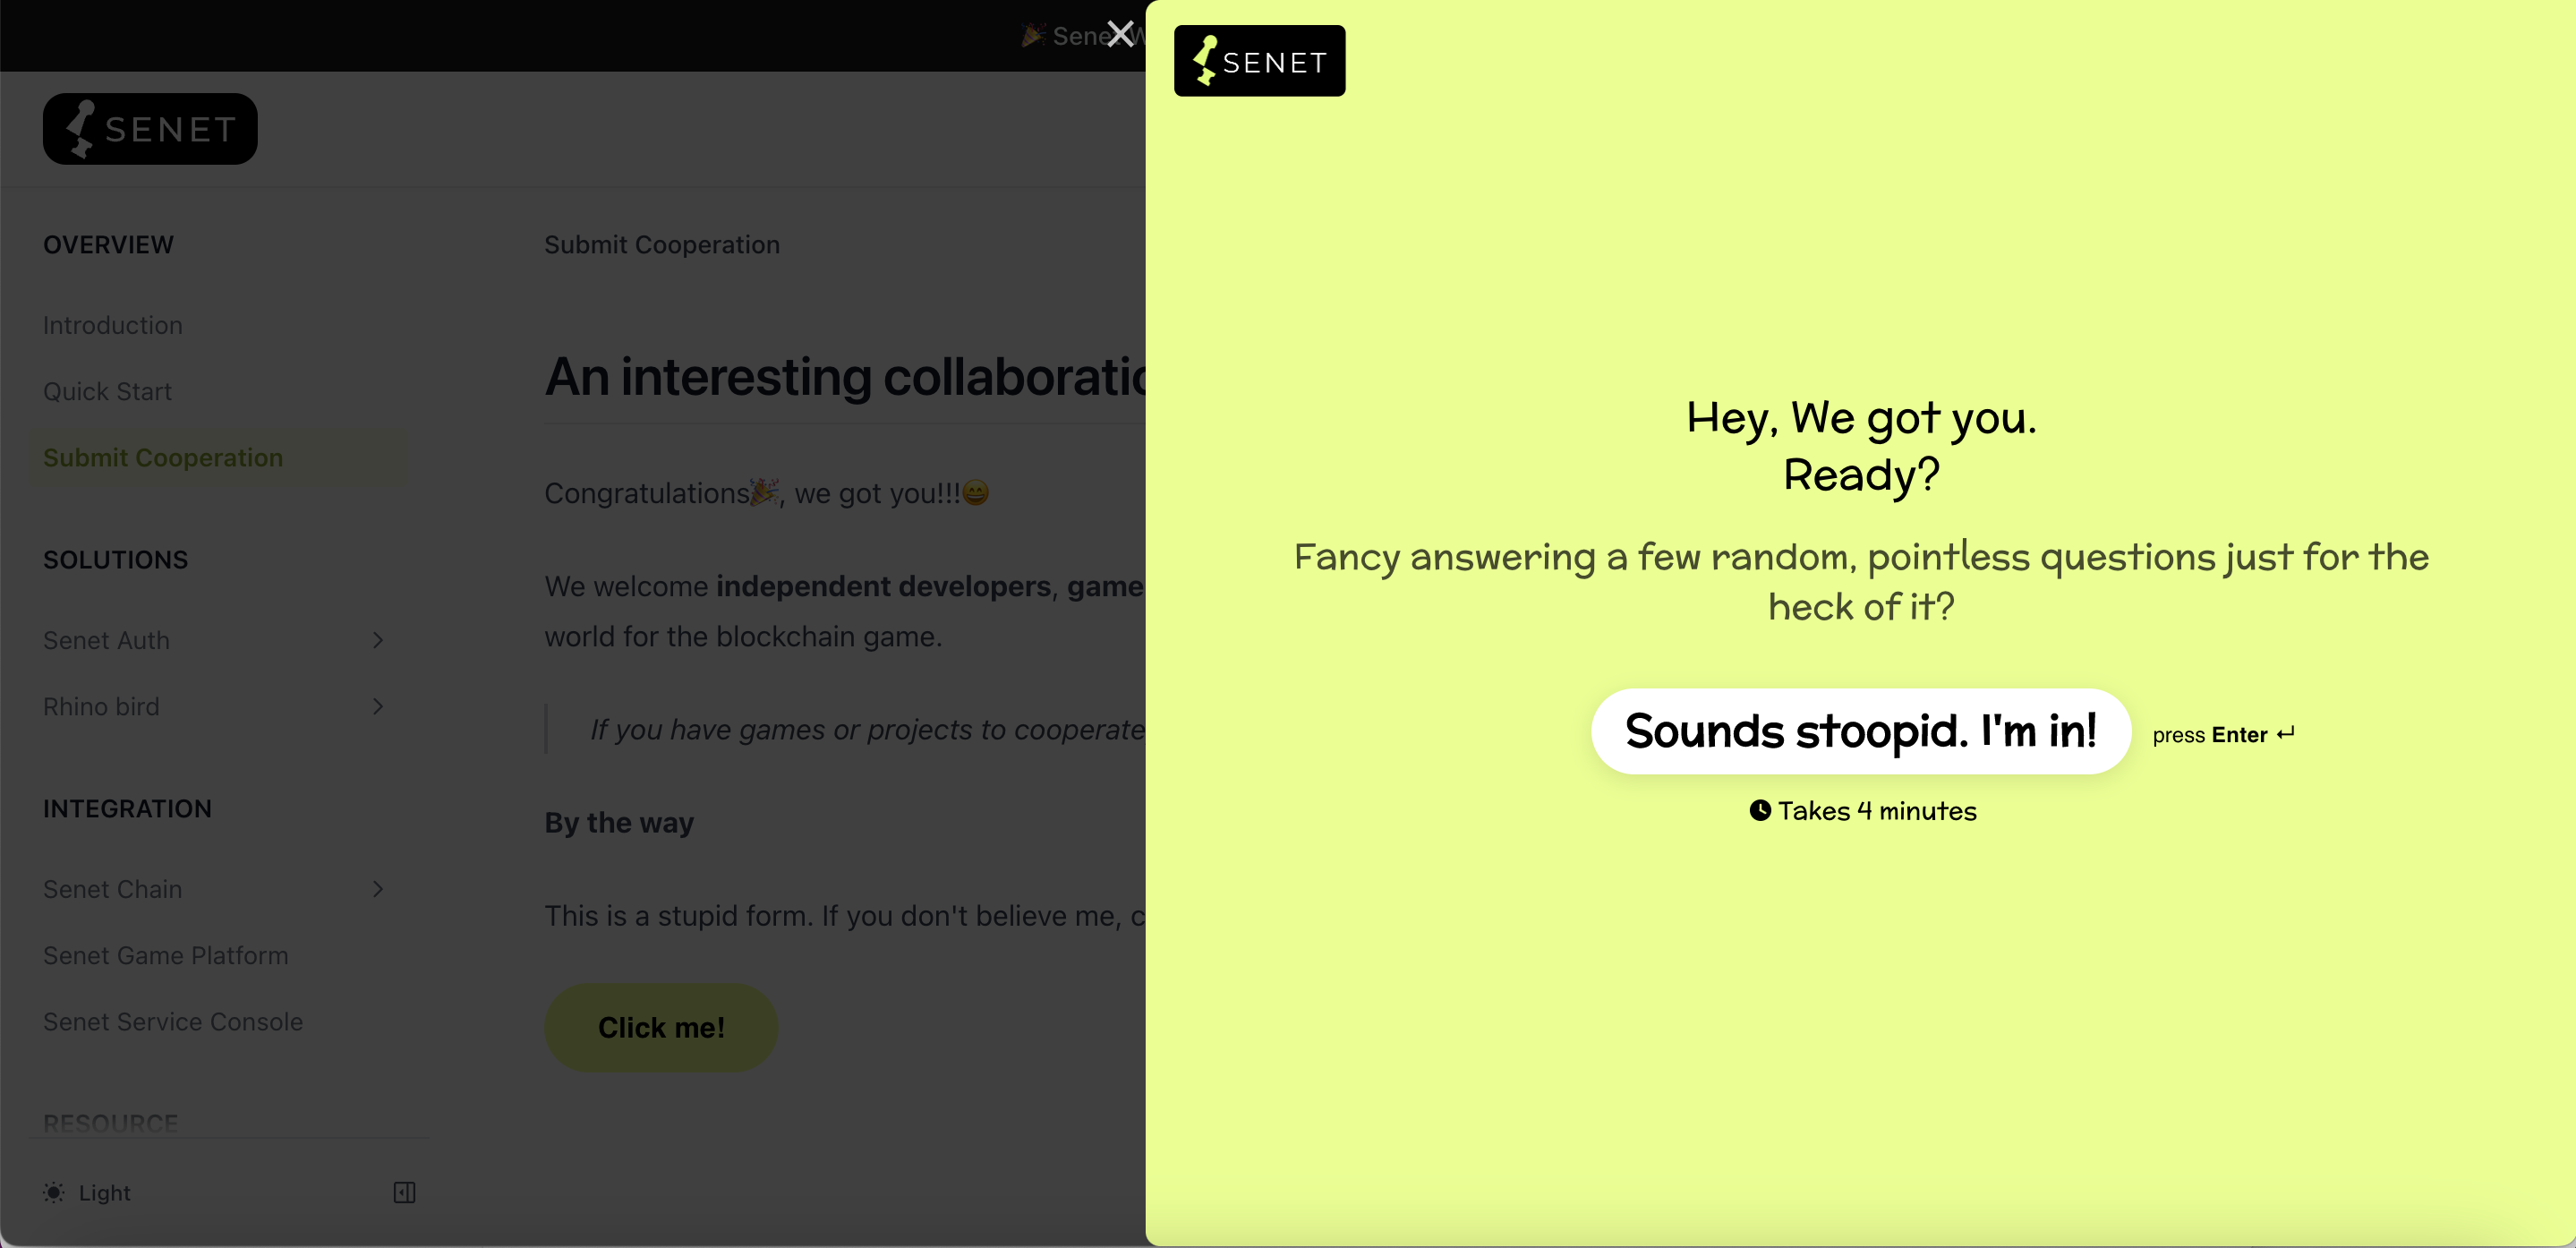 🎉 Senet W
SENET
OVERVIEW
Introduction
Quick Start
Submit Cooperation
SOLUTIONS
Senet Auth
Rhino bird
INTEGRATION
Senet Chain
Senet Game Platform
Senet Service Console
RESOURCE
Light
Submit Cooperation
An interesting collaboratio
Congratulations🎉, we got you!!!😄
We welcome independent developers, game
world for the blockchain game.
If you have games or projects to cooperate
By the way
This is a stupid form. If you don't believe me, c
Click me!
SENET
Hey, We got you.
Ready?
Fancy answering a few random, pointless questions just for the
heck of it?
Sounds stoopid. I'm in!
press Enter ↵
Takes 4 minutes